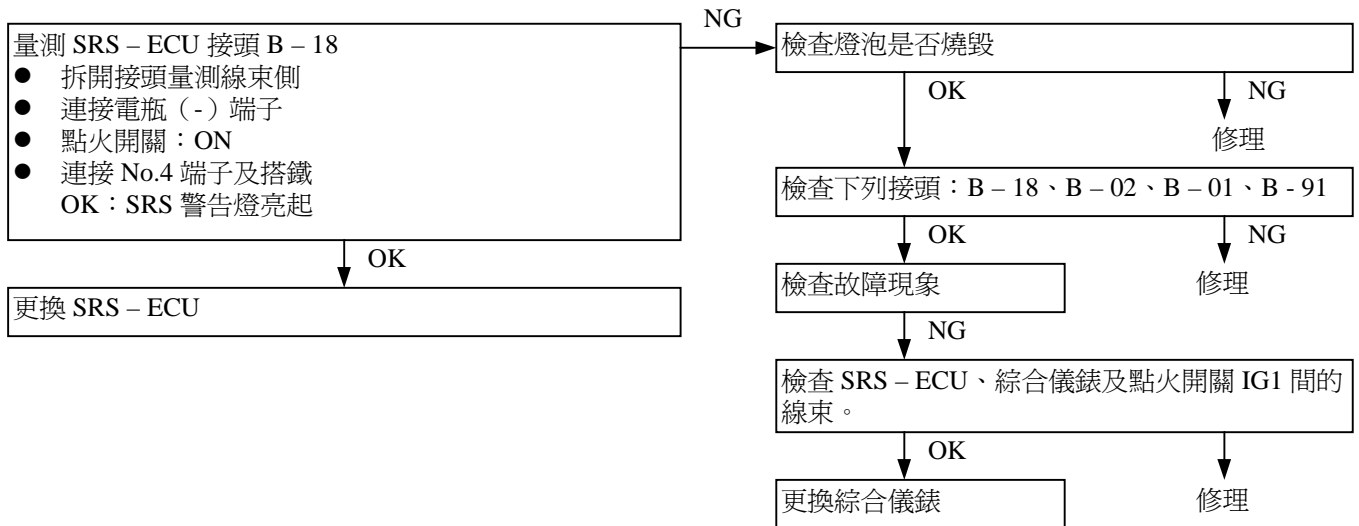 量測 SRS – ECU 接頭 B – 18
● 拆開接頭量測線束側
● 連接電瓶（-）端子
● 點火開關：ON
● 連接 No.4 端子及搭鐵
OK：SRS 警告燈亮起
OK
更換 SRS – ECU
NG
檢查燈泡是否燒毀
OK
NG
修理
檢查下列接頭：B – 18、B – 02、B – 01、B - 91
OK
NG
檢查故障現象
修理
NG
檢查 SRS – ECU、綜合儀錶及點火開關 IG1 間的
線束。
OK
更換綜合儀錶
修理